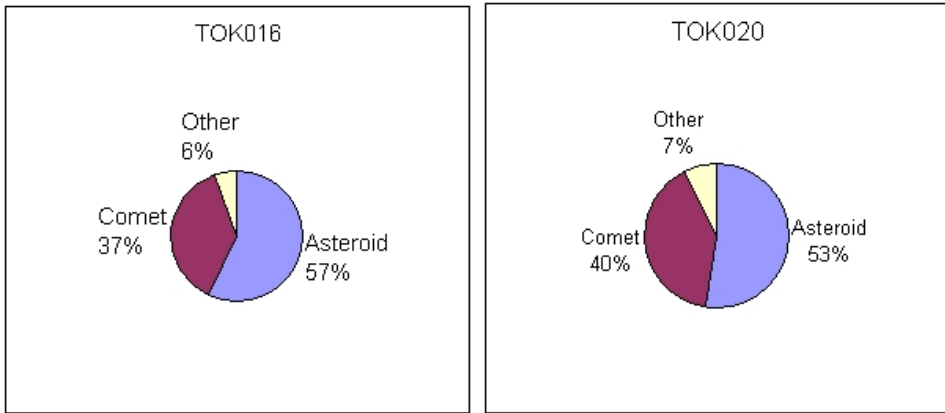 TOK016
Other
6%
Comet
37%
Asteroid
57%
TOK020
Other
7%
Comet
40%
Asteroid
53%